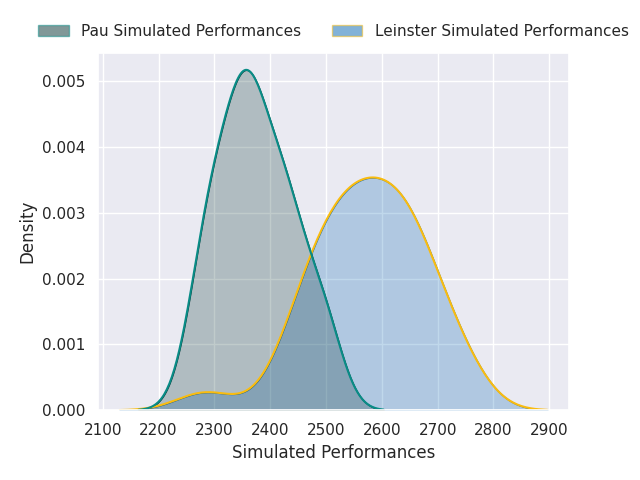 Pau Simulated Performances
Leinster Simulated Performances
0.005
0.004
0.003
0.002
0.001
0.000
Density
2100 2200 2300 2400 2500 2600 2700 2800 2900
Simulated Performances